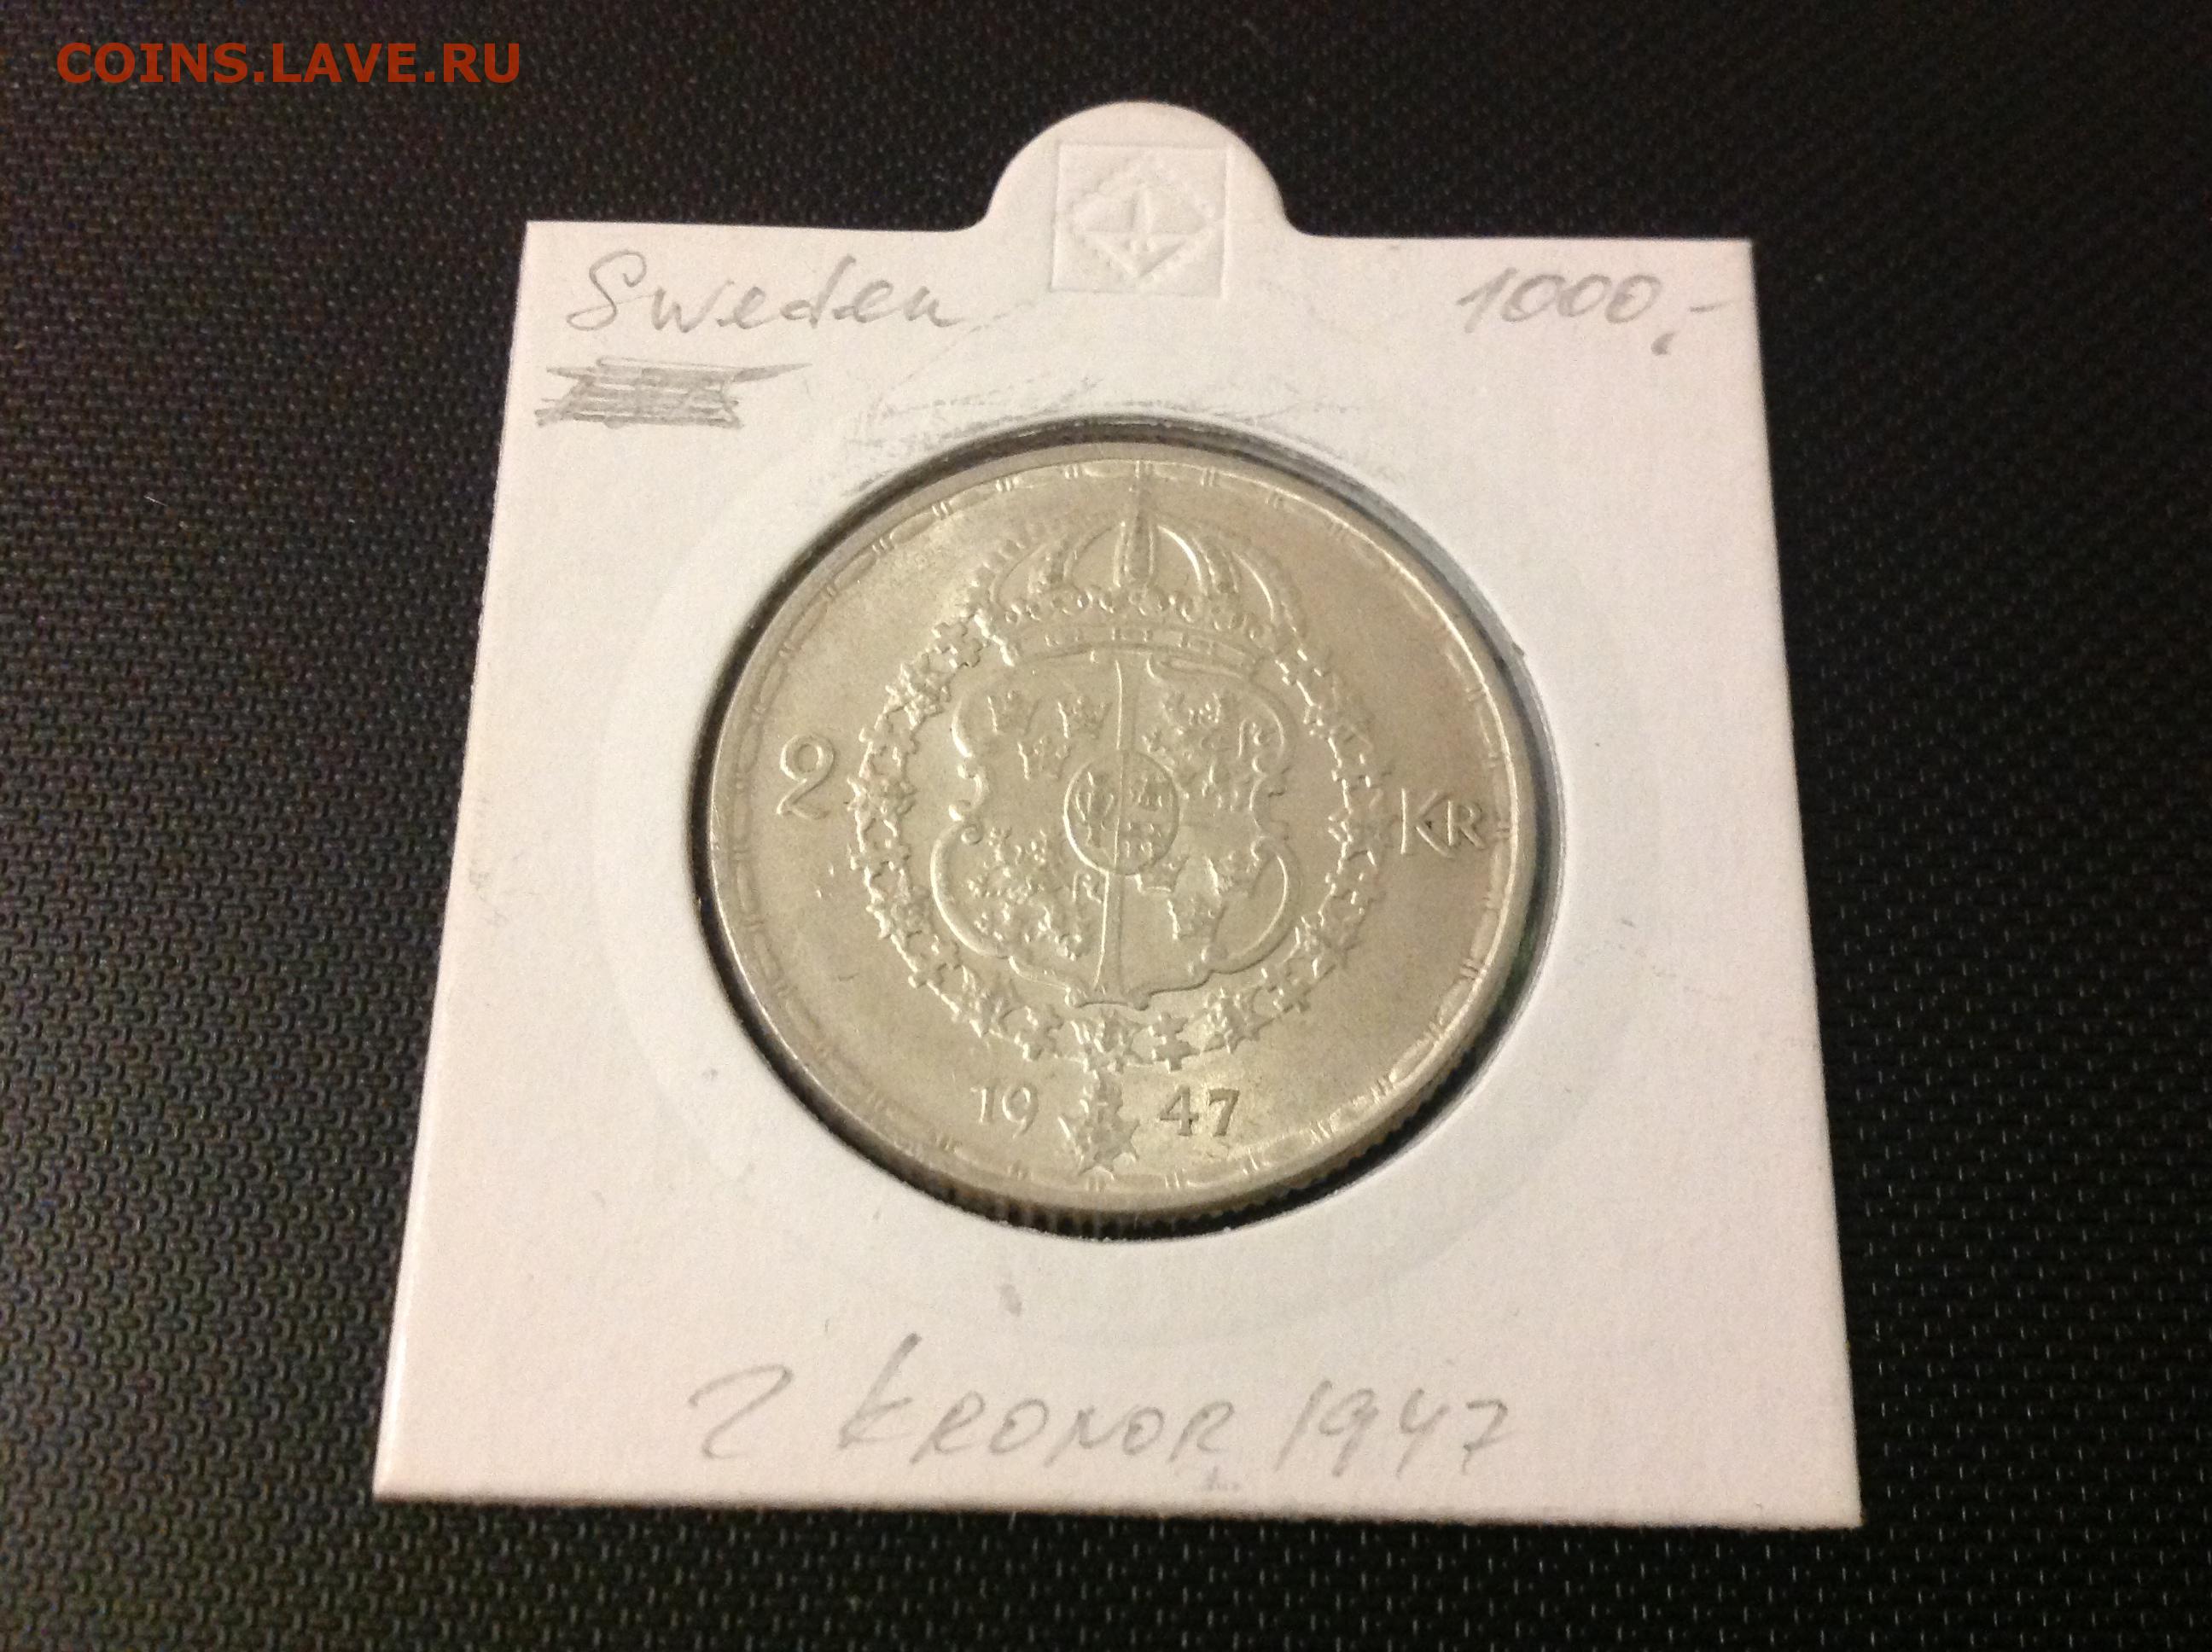 COINS.LAVE.RU
Sweden 1000,-
2 KR
19 47
2 KRONOR 1947